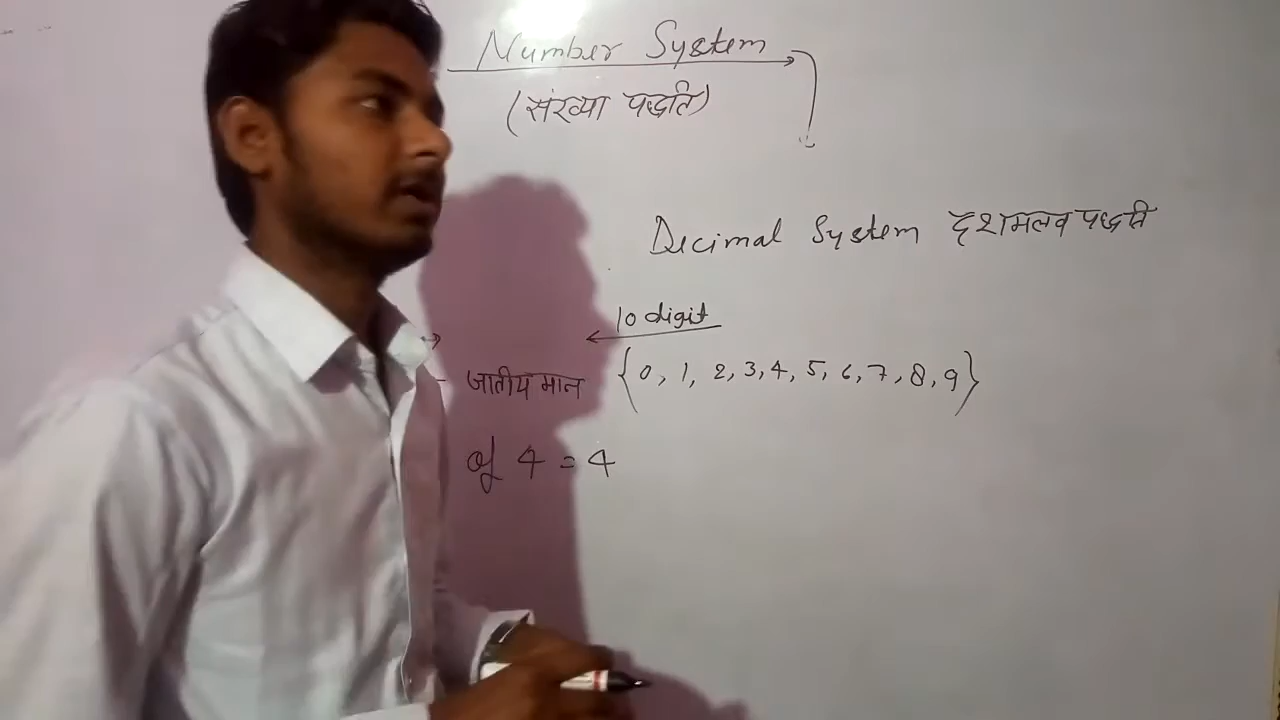 Number System
(संख्या पद्धति)
Decimal System दशमलव पद्धति
10 digit
जातीय मान {0, 1, 2, 3, 4, 5, 6, 7, 8, 9}
of 4 = 4